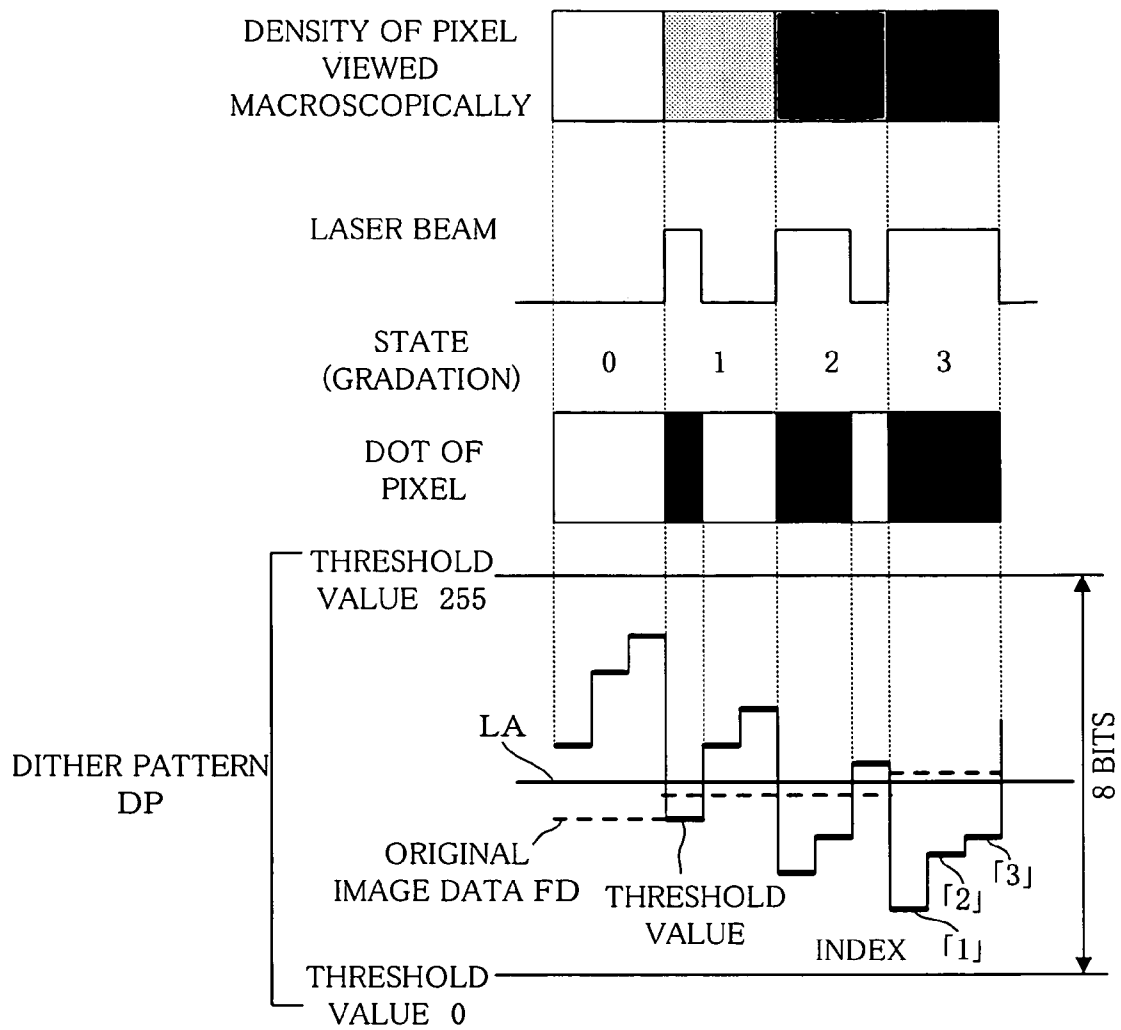 DENSITY OF PIXEL
VIEWED
MACROSCOPICALLY
LASER BEAM
STATE
(GRADATION)
0 1 2 3
DOT OF
PIXEL
THRESHOLD
VALUE 255
LA
DITHER PATTERN
DP
8 BITS
ORIGINAL
IMAGE DATA FD
THRESHOLD
VALUE
INDEX
「1」
「2」
「3」
THRESHOLD
VALUE 0